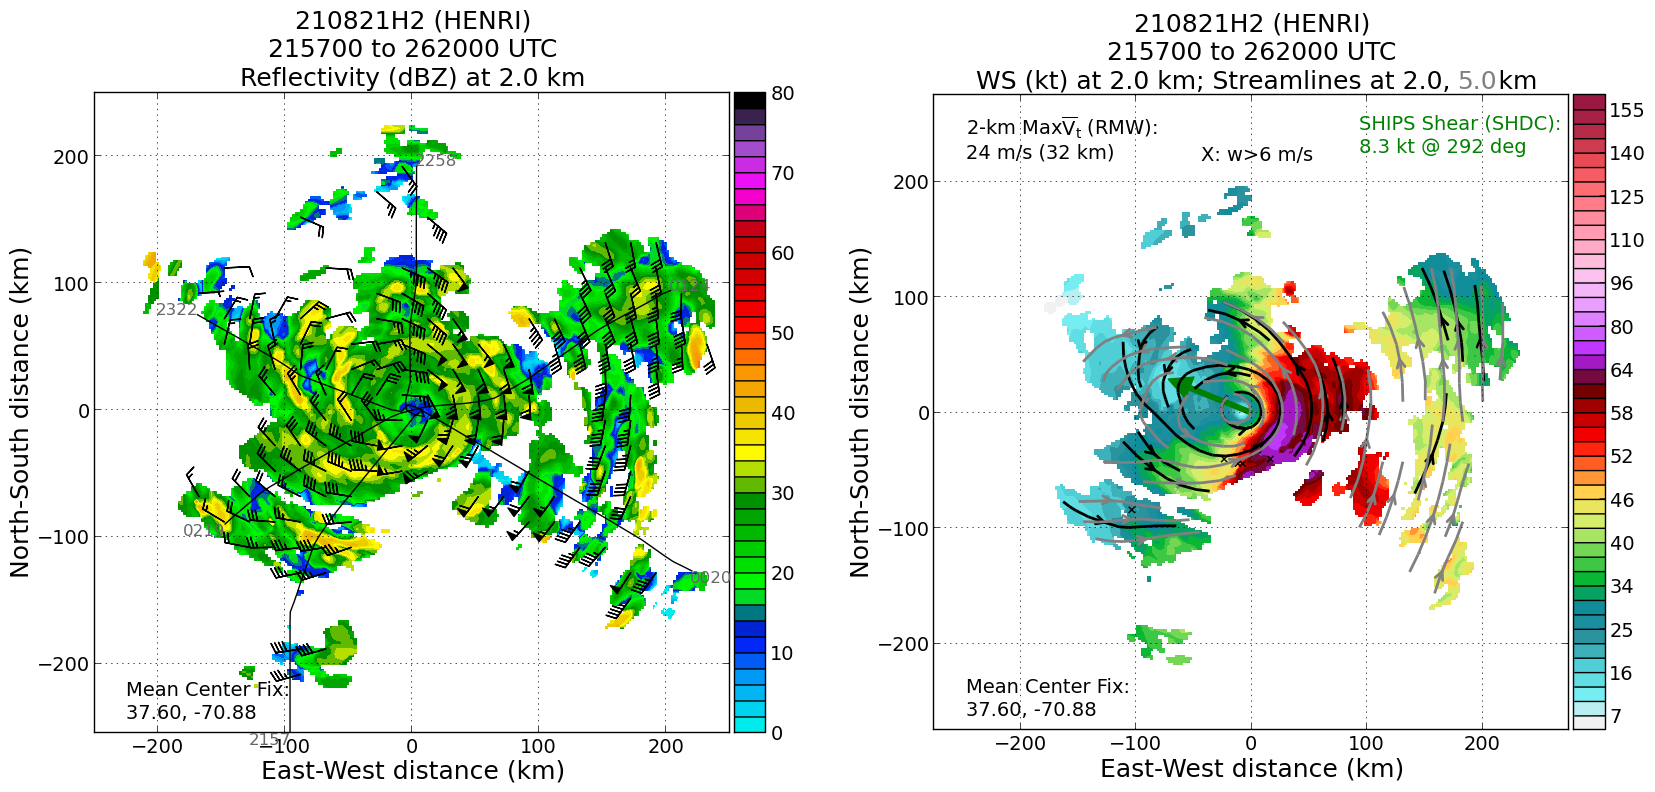 210821H2 (HENRI)
215700 to 262000 UTC
Reflectivity (dBZ) at 2.0 km
North-South distance (km)
200
100
0
−100
−200
2258
2322
0020
2157
Mean Center Fix:
37.60, -70.88
−200 −100 0 100 200
East-West distance (km)
80
70
60
50
40
30
20
10
0
210821H2 (HENRI)
215700 to 262000 UTC
WS (kt) at 2.0 km; Streamlines at 2.0, 5.0km
North-South distance (km)
200
100
0
−100
−200
2-km MaxV̅t (RMW):
24 m/s (32 km)
X: w>6 m/s
SHIPS Shear (SHDC):
8.3 kt @ 292 deg
Mean Center Fix:
37.60, -70.88
−200 −100 0 100 200
East-West distance (km)
155
140
125
110
96
80
64
58
52
46
40
34
25
16
7